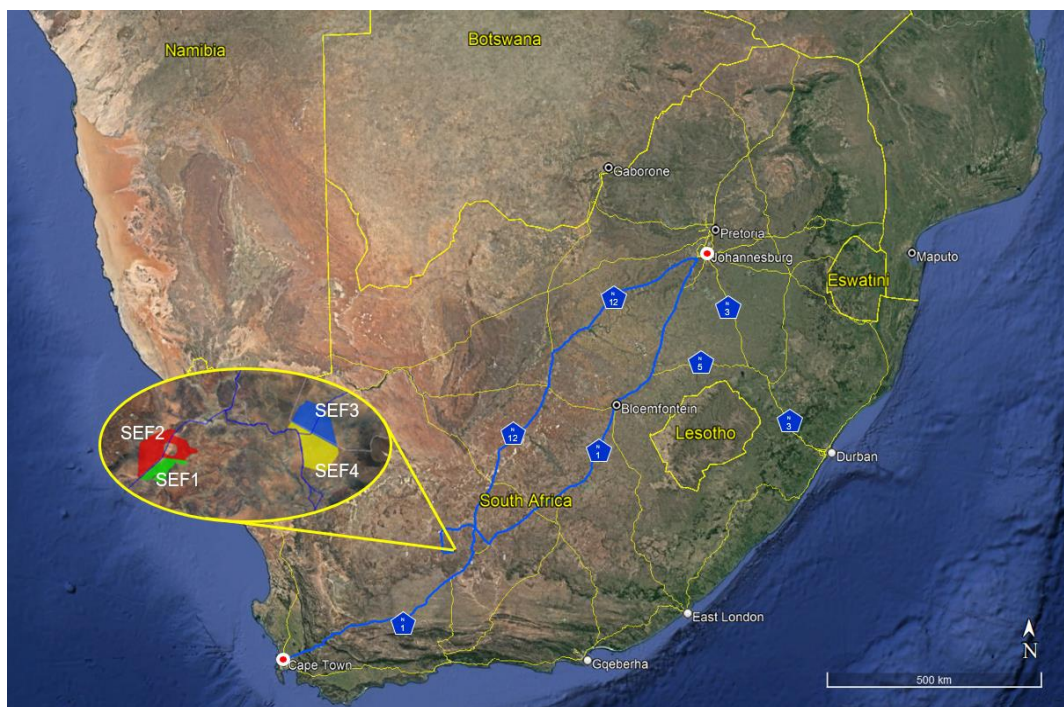 Namibia
Botswana
Gaborone
Pretoria
Johannesburg
Maputo
Eswatini
N
12
N
3
N
5
SEF3
SEF2
SEF4
SEF1
Bloemfontein
Lesotho
N
3
N
12
N
1
Durban
South Africa
N
1
East London
Cape Town
Gqeberha
N
500 km